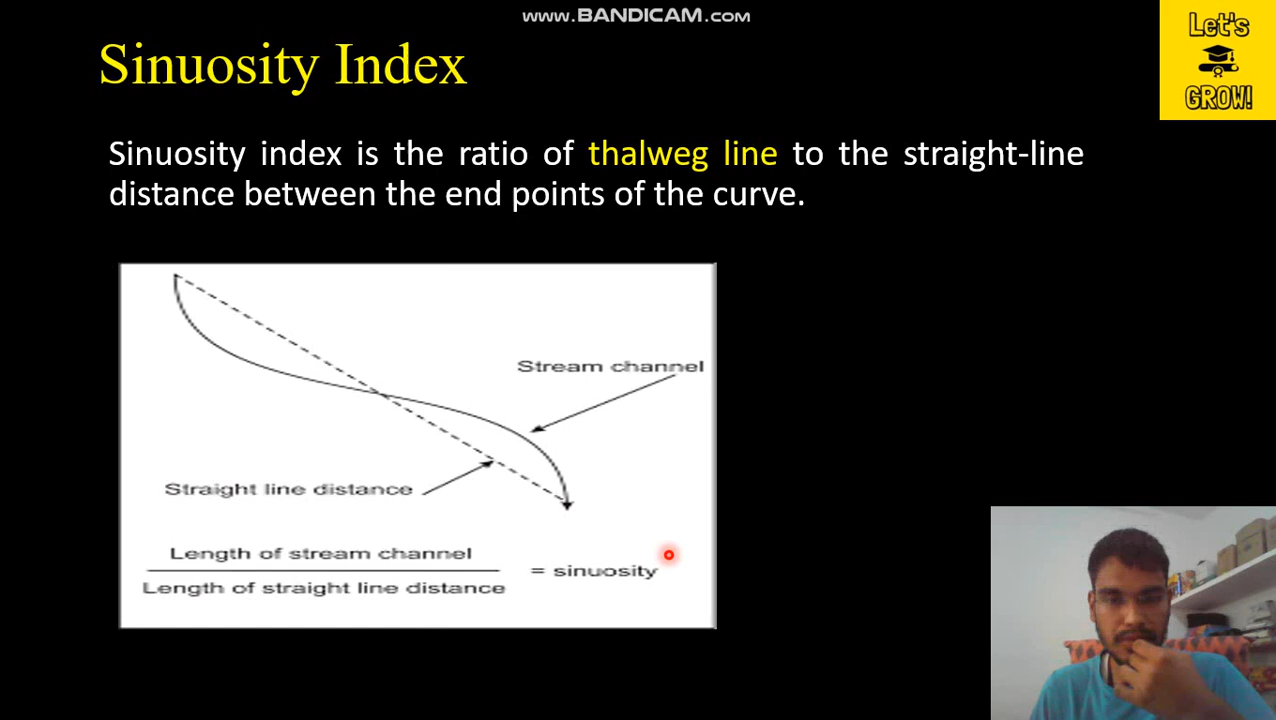 www.BANDICAM.com
Sinuosity Index
Let's
GROW!
Sinuosity index is the ratio of thalweg line to the straight-line
distance between the end points of the curve.
Stream channel
Straight line distance
Length of stream channel
Length of straight line distance
= sinuosity